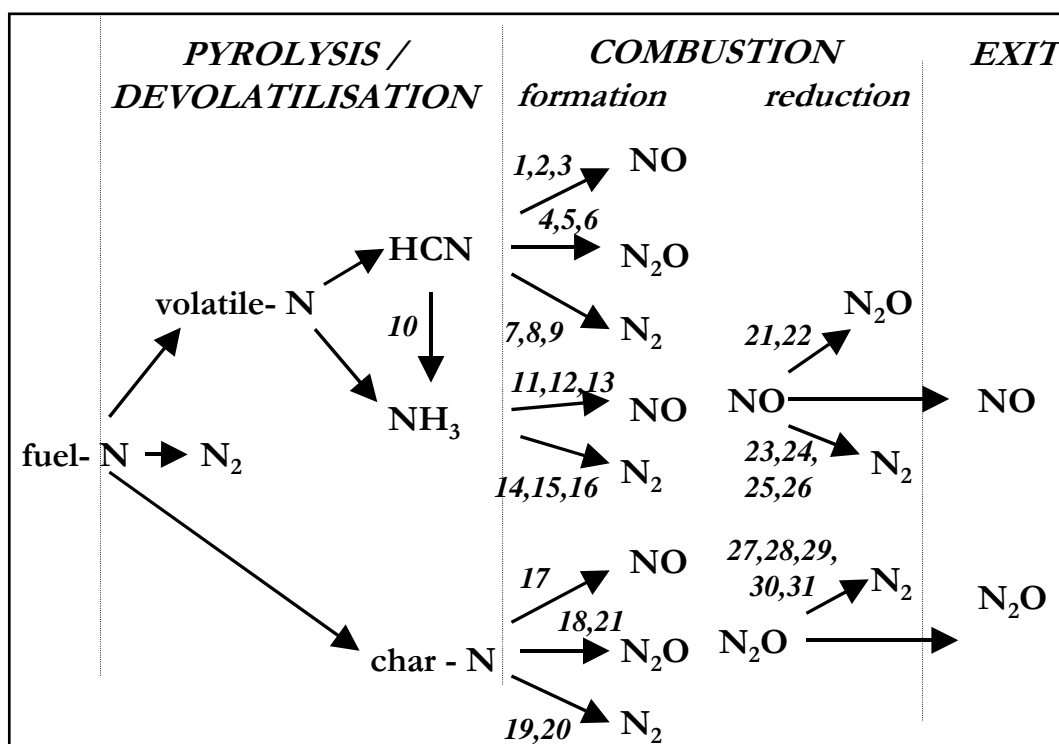 PYROLYSIS / COMBUSTION EXIT
DEVOLATILISATION formation reduction
1,2,3 NO
4,5,6
HCN N₂O
volatile- N N₂O
10 7,8,9 N₂ 21,22
11,12,13
NH₃ NO NO NO
fuel- N N₂ 14,15,16 N₂ 23,24, N₂
25,26
17 NO 27,28,29, N₂
30,31 N₂O
18,21
char - N N₂O N₂O
19,20 N₂